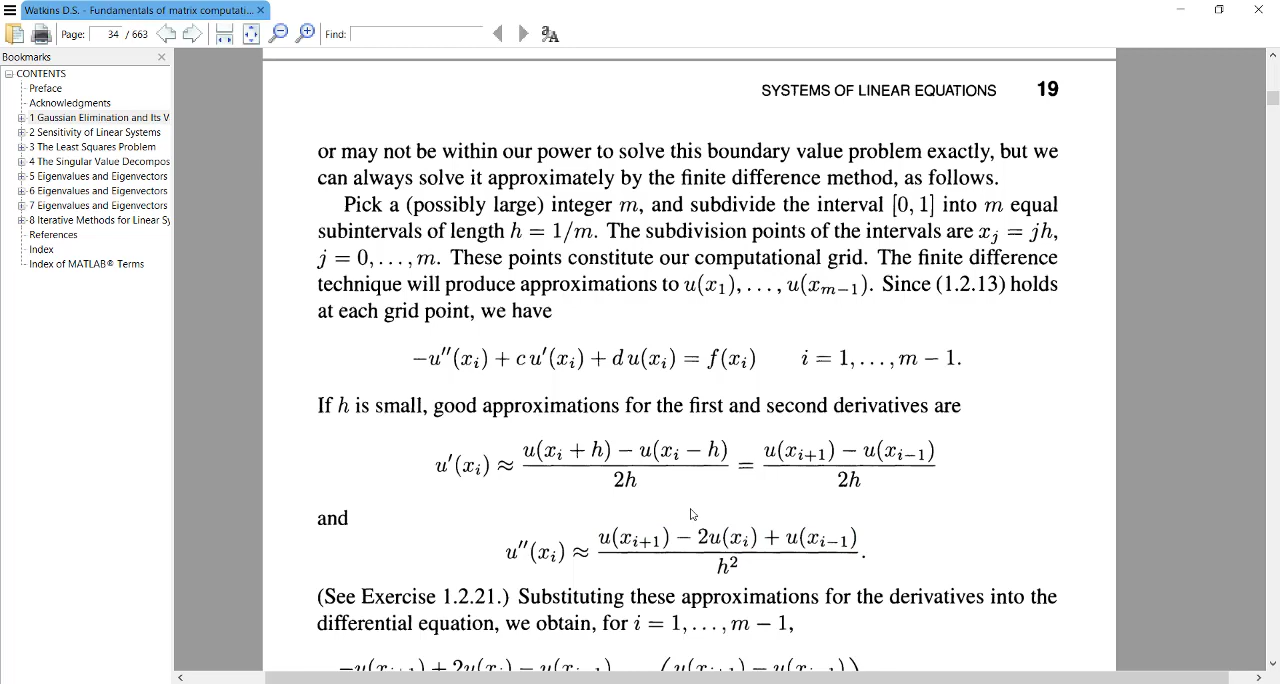 Watkins D.S. - Fundamentals of matrix computati...
Page: 34 / 663 Find:
Bookmarks
CONTENTS
Preface
Acknowledgments
1 Gaussian Elimination and Its V
2 Sensitivity of Linear Systems
3 The Least Squares Problem
4 The Singular Value Decompos
5 Eigenvalues and Eigenvectors
6 Eigenvalues and Eigenvectors
7 Eigenvalues and Eigenvectors
8 Iterative Methods for Linear Sy
References
Index
Index of MATLAB® Terms
SYSTEMS OF LINEAR EQUATIONS 19
or may not be within our power to solve this boundary value problem exactly, but we
can always solve it approximately by the finite difference method, as follows.
Pick a (possibly large) integer m, and subdivide the interval [0, 1] into m equal
subintervals of length h = 1/m. The subdivision points of the intervals are x_j = jh,
j = 0, . . . , m. These points constitute our computational grid. The finite difference
technique will produce approximations to u(x_1), . . . , u(x_{m−1}). Since (1.2.13) holds
at each grid point, we have
−u″(x_i) + c u′(x_i) + d u(x_i) = f(x_i) i = 1, . . . , m − 1.
If h is small, good approximations for the first and second derivatives are
u′(x_i) ≈ (u(x_i + h) − u(x_i − h))/2h = (u(x_{i+1}) − u(x_{i−1}))/2h
and
u″(x_i) ≈ (u(x_{i+1}) − 2u(x_i) + u(x_{i−1}))/h².
(See Exercise 1.2.21.) Substituting these approximations for the derivatives into the
differential equation, we obtain, for i = 1, . . . , m − 1,